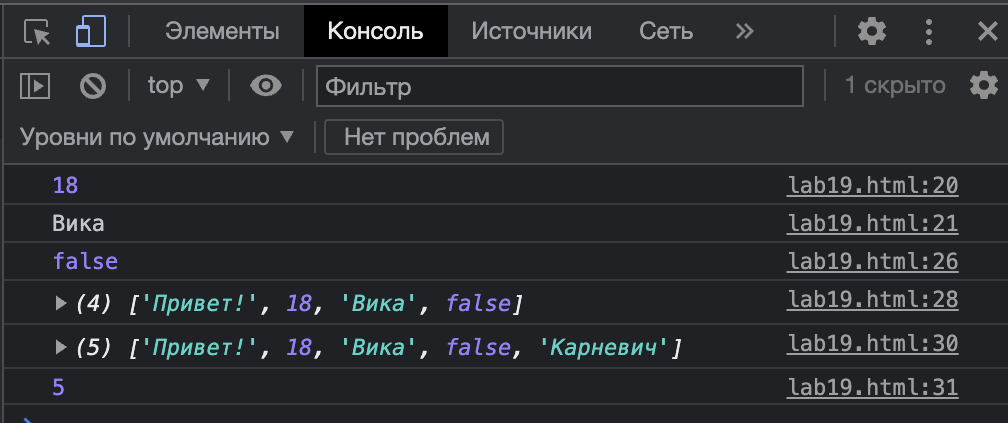 Элементы Консоль Источники Сеть »
top ▼ Фильтр 1 скрыто
Уровни по умолчанию ▼ Нет проблем
18 lab19.html:20
Вика lab19.html:21
false lab19.html:26
▶ (4) ['Привет!', 18, 'Вика', false] lab19.html:28
▶ (5) ['Привет!', 18, 'Вика', false, 'Карневич'] lab19.html:30
5 lab19.html:31